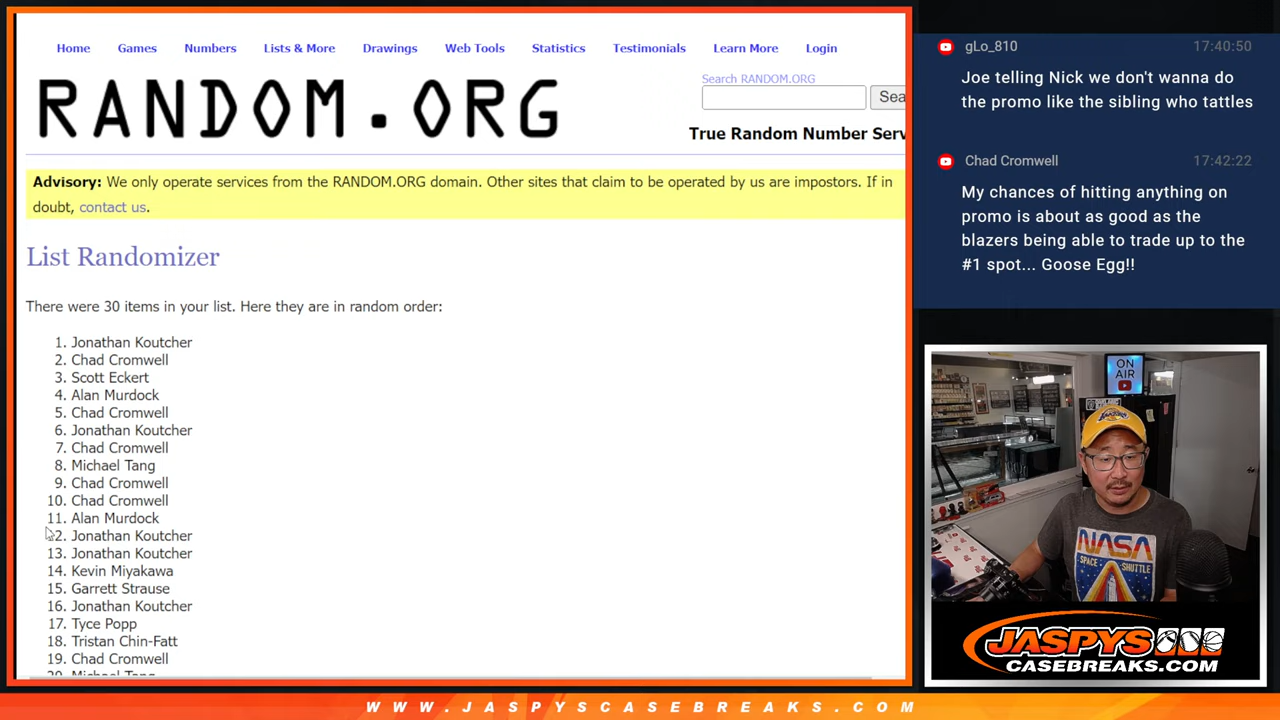 Home Games Numbers Lists & More Drawings Web Tools Statistics Testimonials Learn More Login
RANDOM.ORG
Search RANDOM.ORG
Sea
True Random Number Serv
Advisory: We only operate services from the RANDOM.ORG domain. Other sites that claim to be operated by us are impostors. If in
doubt, contact us.
List Randomizer
There were 30 items in your list. Here they are in random order:
1. Jonathan Koutcher
2. Chad Cromwell
3. Scott Eckert
4. Alan Murdock
5. Chad Cromwell
6. Jonathan Koutcher
7. Chad Cromwell
8. Michael Tang
9. Chad Cromwell
10. Chad Cromwell
11. Alan Murdock
12. Jonathan Koutcher
13. Jonathan Koutcher
14. Kevin Miyakawa
15. Garrett Strause
16. Jonathan Koutcher
17. Tyce Popp
18. Tristan Chin-Fatt
19. Chad Cromwell
20. Michael Tang
gLo_810 17:40:50
Joe telling Nick we don't wanna do
the promo like the sibling who tattles
Chad Cromwell 17:42:22
My chances of hitting anything on
promo is about as good as the
blazers being able to trade up to the
#1 spot... Goose Egg!!
ON
AIR
NASA
SPACE SHUTTLE
JASPYS
CASEBREAKS.COM
WWW.JASPYSCASEBREAKS.COM